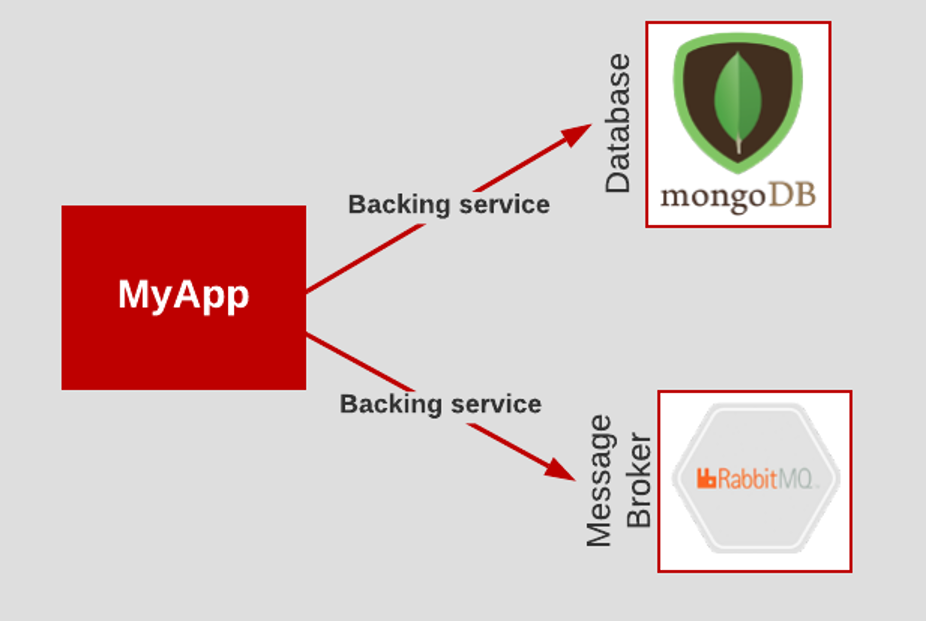 Database
mongoDB
Backing service
MyApp
Backing service
Message
Broker
RabbitMQ